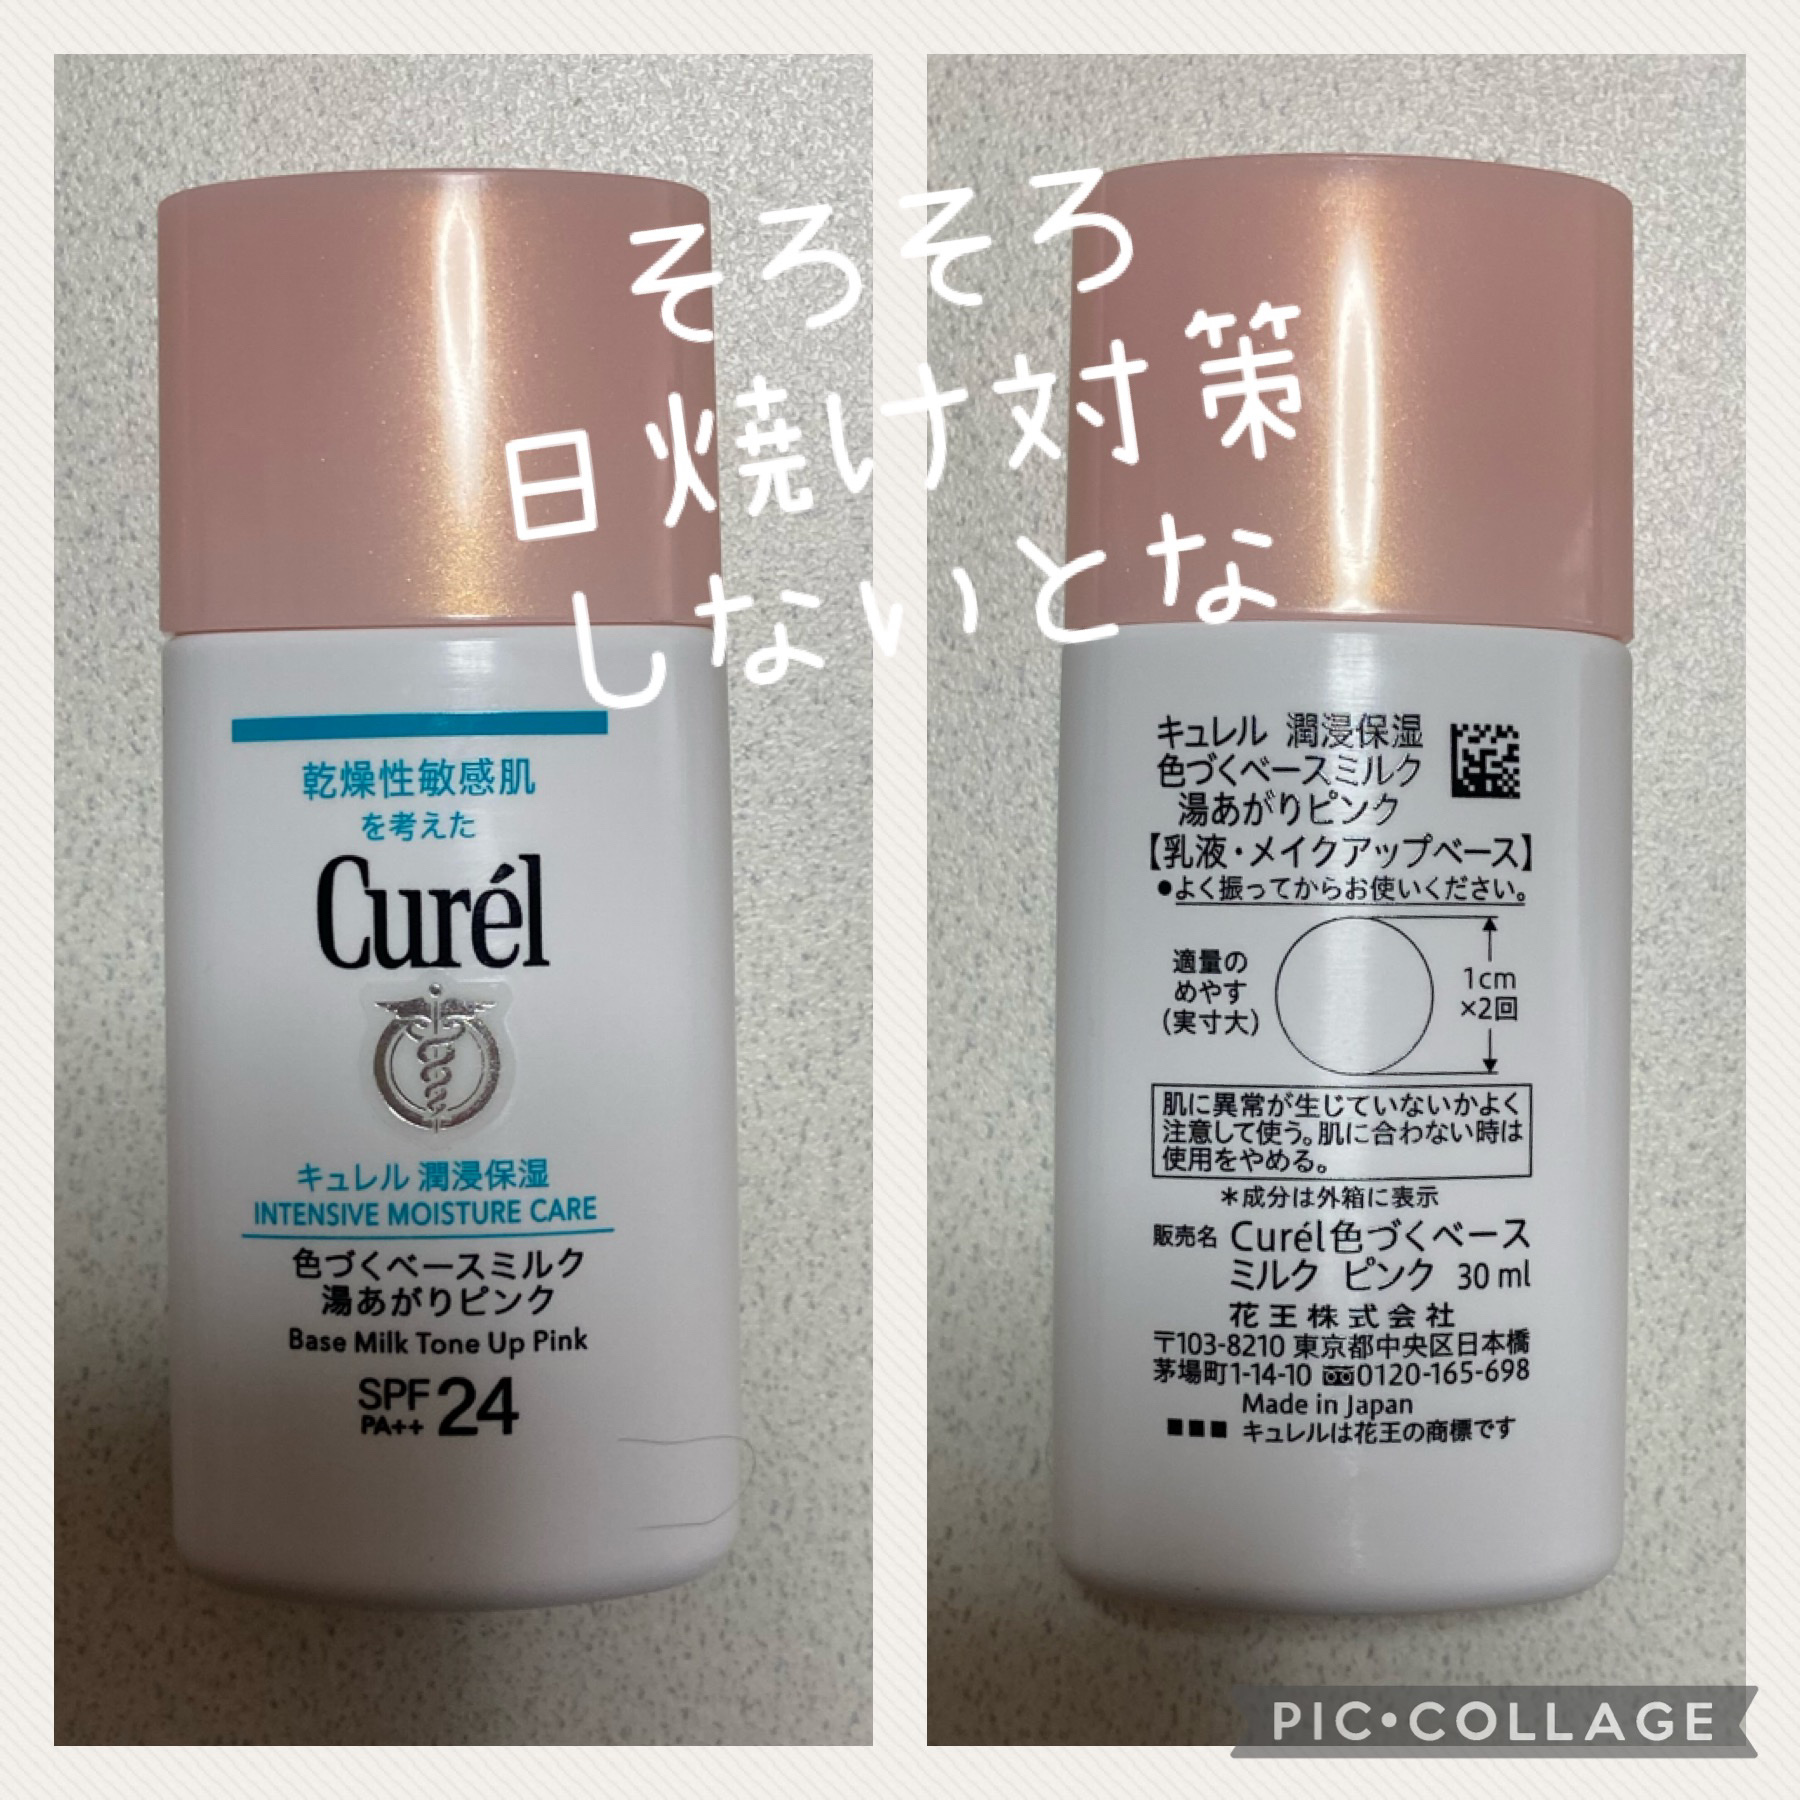 そろそろ
日焼け対策
しないとな
乾燥性敏感肌
を考えた
Curél
キュレル 潤浸保湿
INTENSIVE MOISTURE CARE
色づくベースミルク
湯あがりピンク
Base Milk Tone Up Pink
SPF 24
PA++
キュレル 潤浸保湿
色づくベースミルク
湯あがりピンク
【乳液・メイクアップベース】
●よく振ってからお使いください。
適量の
めやす
(実寸大)
1cm
×2回
肌に異常が生じていないかよく
注意して使う。肌に合わない時は
使用をやめる。
＊成分は外箱に表示
販売名 Curél色づくベース
ミルク ピンク 30 ml
花王株式会社
〒103-8210 東京都中央区日本橋
茅場町1-14-10 0120-165-698
Made in Japan
■■■ キュレルは花王の商標です
PIC•COLLAGE